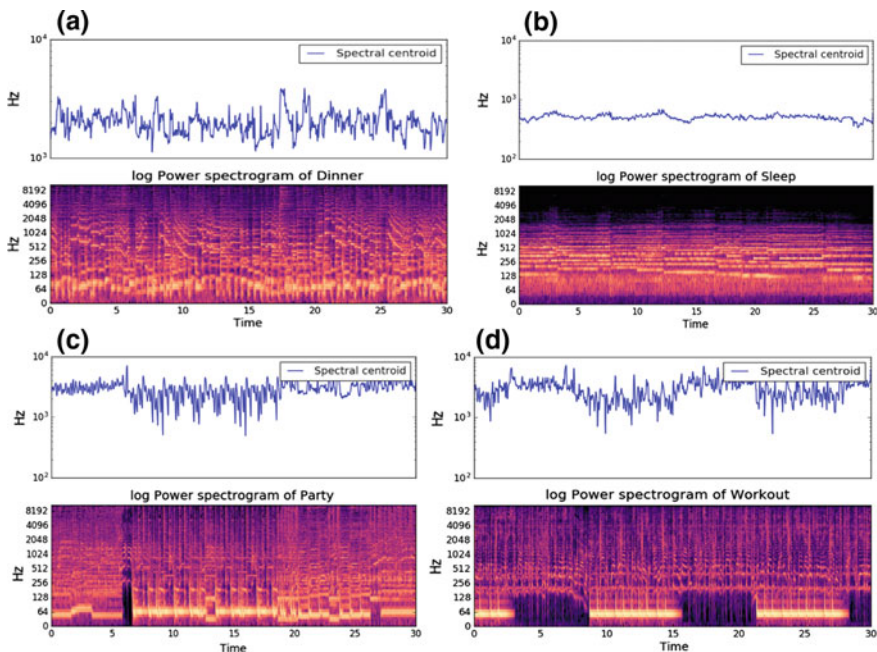 (a)
10⁴
Hz
10³
Spectral centroid
log Power spectrogram of Dinner
8192
4096
2048
1024
512
256
128
64
0
Hz
0 5 10 15 20 25 30
Time
(b)
10⁴
Hz
10³
10²
Spectral centroid
log Power spectrogram of Sleep
8192
4096
2048
1024
512
256
128
64
0
Hz
0 5 10 15 20 25 30
Time
(c)
10⁴
Hz
10³
10²
Spectral centroid
log Power spectrogram of Party
8192
4096
2048
1024
512
256
128
64
0
Hz
0 5 10 15 20 25 30
Time
(d)
10⁴
Hz
10³
10²
Spectral centroid
log Power spectrogram of Workout
8192
4096
2048
1024
512
256
128
64
0
Hz
0 5 10 15 20 25 30
Time